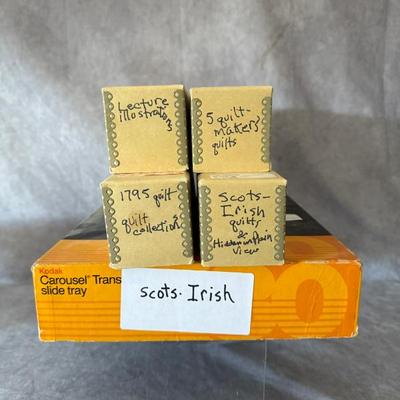 Lecture
5 quilt-
makers'
quilts
1795 quilt
quilt
collection
Scots-
Irish
quilts
&
Hidden in Plain
View
Kodak
Carousel® Trans
slide tray
Scots-Irish